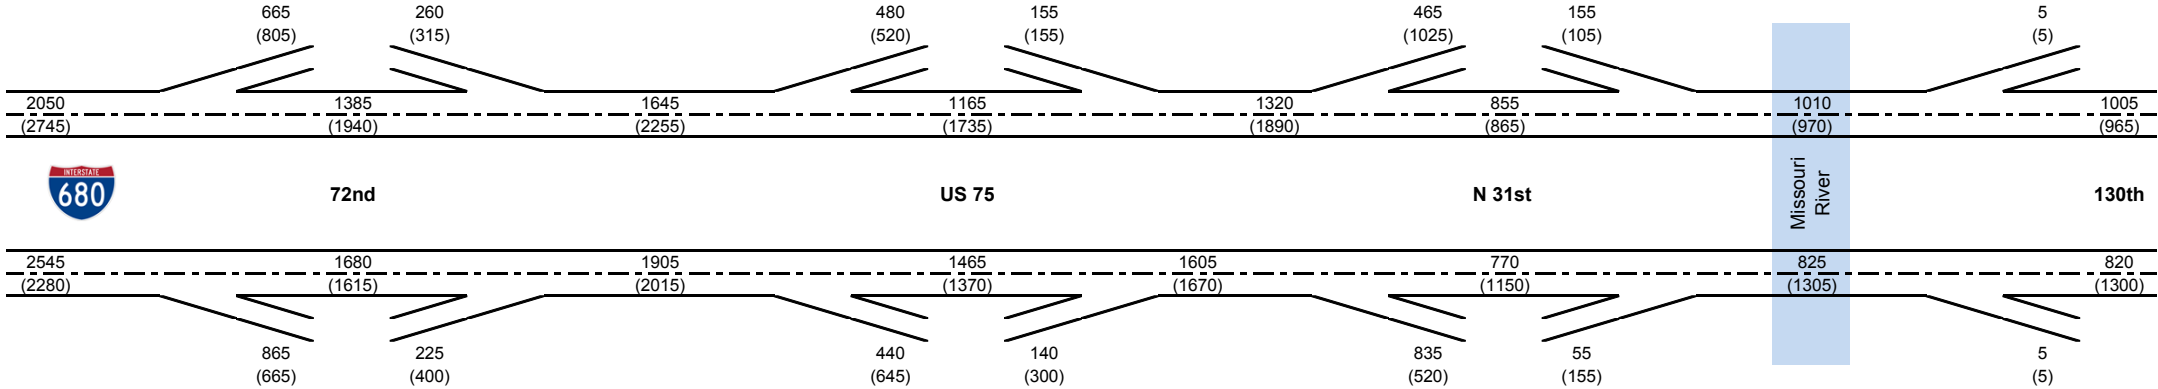 665 260 480 155 465 155 5
(805) (315) (520) (155) (1025) (105) (5)
2050 1385 1645 1165 1320 855 1010 1005
(2745) (1940) (2255) (1735) (1890) (865) (970) (965)
INTERSTATE
680
72nd
US 75
N 31st
Missouri
River
130th
2545 1680 1905 1465 1605 770 825 820
(2280) (1615) (2015) (1370) (1670) (1150) (1305) (1300)
865 225 440 140 835 55 5
(665) (400) (645) (300) (520) (155) (5)